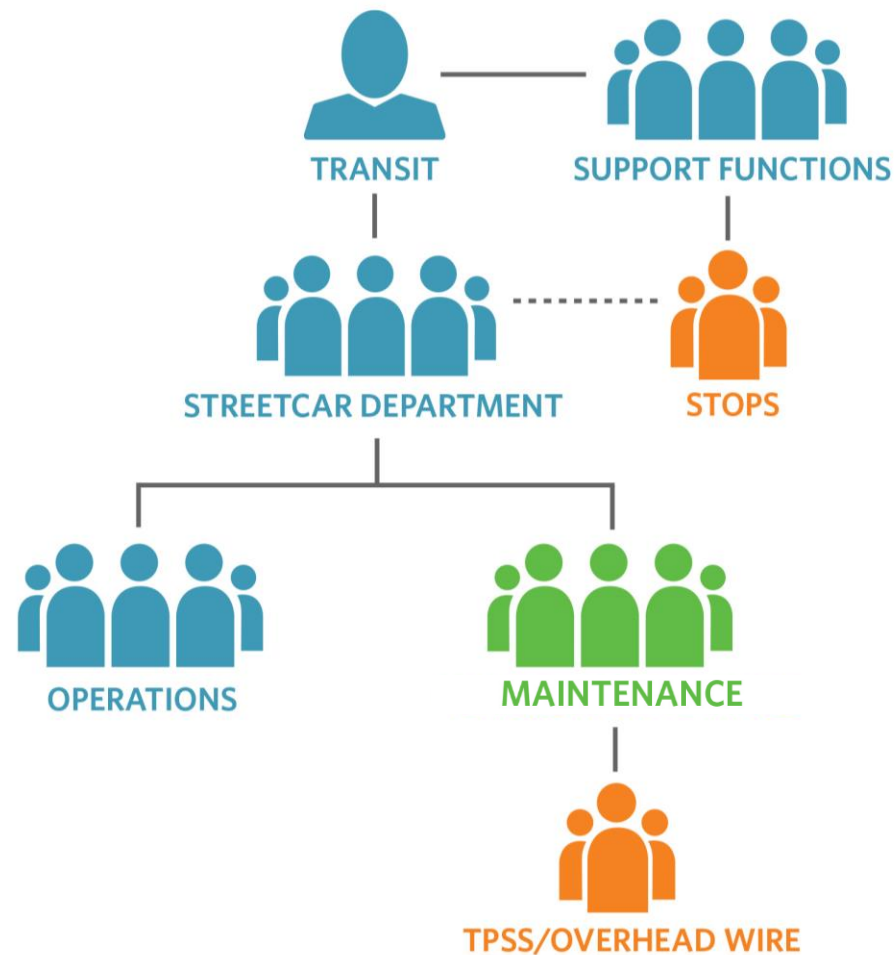 TRANSIT
SUPPORT FUNCTIONS
STREETCAR DEPARTMENT
STOPS
OPERATIONS
MAINTENANCE
TPSS/OVERHEAD WIRE